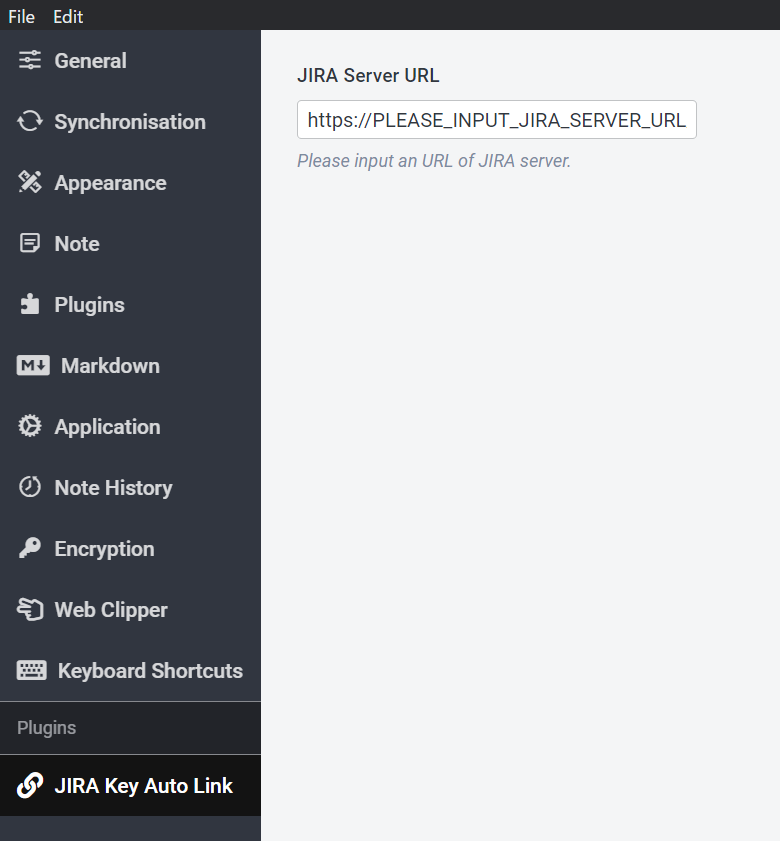 File Edit
General
Synchronisation
Appearance
Note
Plugins
M Markdown
Application
Note History
Encryption
Web Clipper
Keyboard Shortcuts
Plugins
JIRA Key Auto Link
JIRA Server URL
https://PLEASE_INPUT_JIRA_SERVER_URL
Please input an URL of JIRA server.